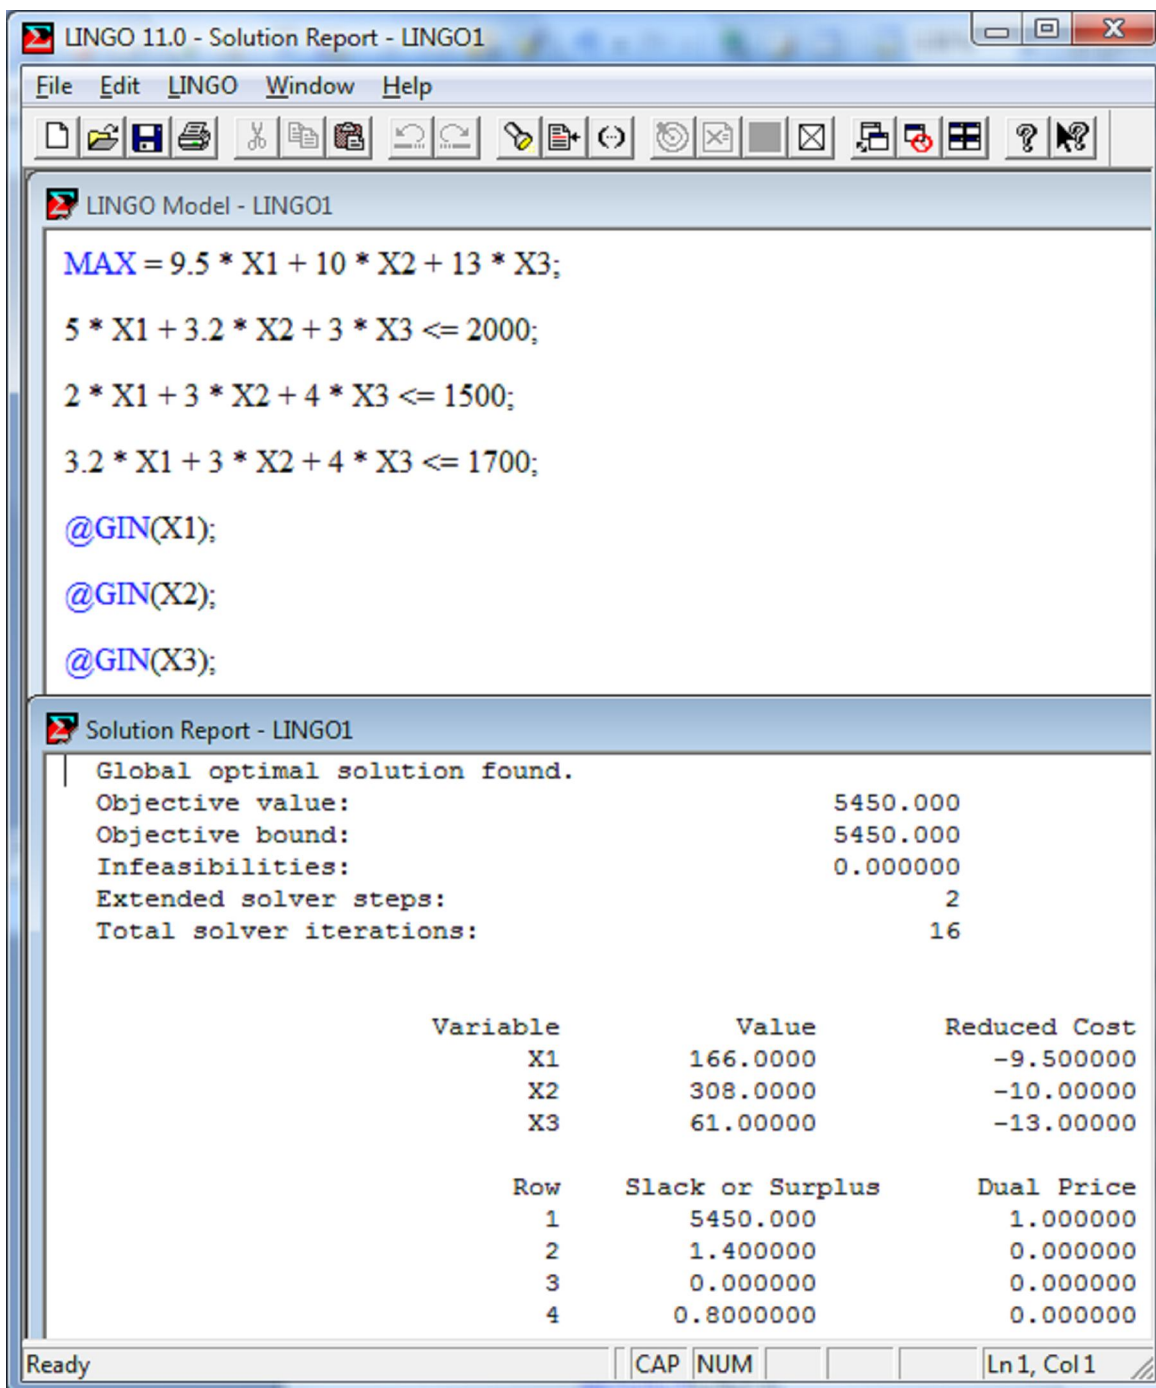 LINGO 11.0 - Solution Report - LINGO1
File Edit LINGO Window Help
LINGO Model - LINGO1
MAX = 9.5 * X1 + 10 * X2 + 13 * X3;
5 * X1 + 3.2 * X2 + 3 * X3 <= 2000;
2 * X1 + 3 * X2 + 4 * X3 <= 1500;
3.2 * X1 + 3 * X2 + 4 * X3 <= 1700;
@GIN(X1);
@GIN(X2);
@GIN(X3);
Solution Report - LINGO1
Global optimal solution found.
Objective value: 5450.000
Objective bound: 5450.000
Infeasibilities: 0.000000
Extended solver steps: 2
Total solver iterations: 16
Variable Value Reduced Cost
X1 166.0000 -9.500000
X2 308.0000 -10.00000
X3 61.00000 -13.00000
Row Slack or Surplus Dual Price
1 5450.000 1.000000
2 1.400000 0.000000
3 0.000000 0.000000
4 0.8000000 0.000000
Ready CAP NUM Ln 1, Col 1